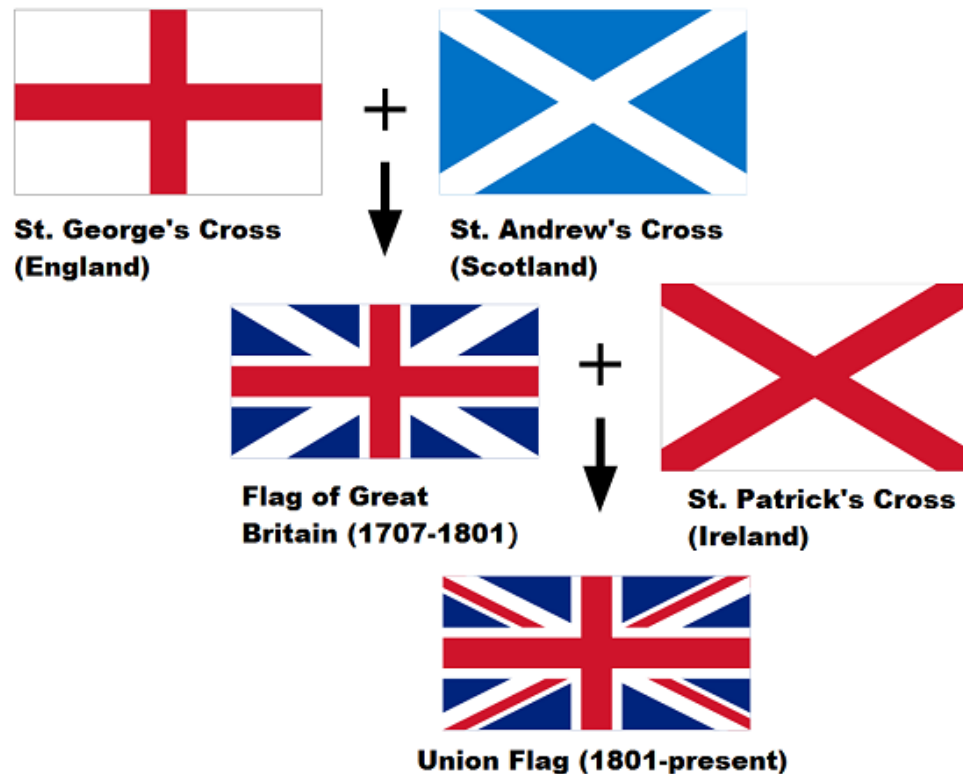 St. George's Cross
(England)
St. Andrew's Cross
(Scotland)
Flag of Great
Britain (1707-1801)
St. Patrick's Cross
(Ireland)
Union Flag (1801-present)